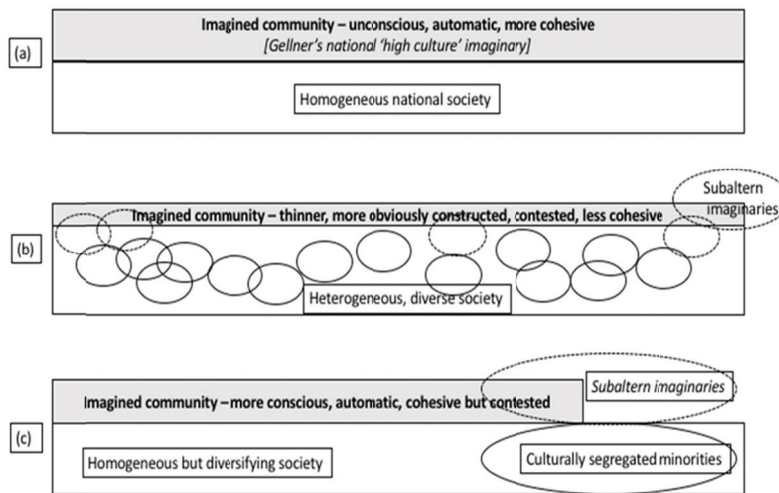 Imagined community – unconscious, automatic, more cohesive
[Gellner's national 'high culture' imaginary]
(a)
Homogeneous national society
Subaltern
imaginaries
Imagined community – thinner, more obviously constructed, contested, less cohesive
(b)
Heterogeneous, diverse society
Subaltern imaginaries
Imagined community –more conscious, automatic, cohesive but contested
(c)
Homogeneous but diversifying society
Culturally segregated minorities